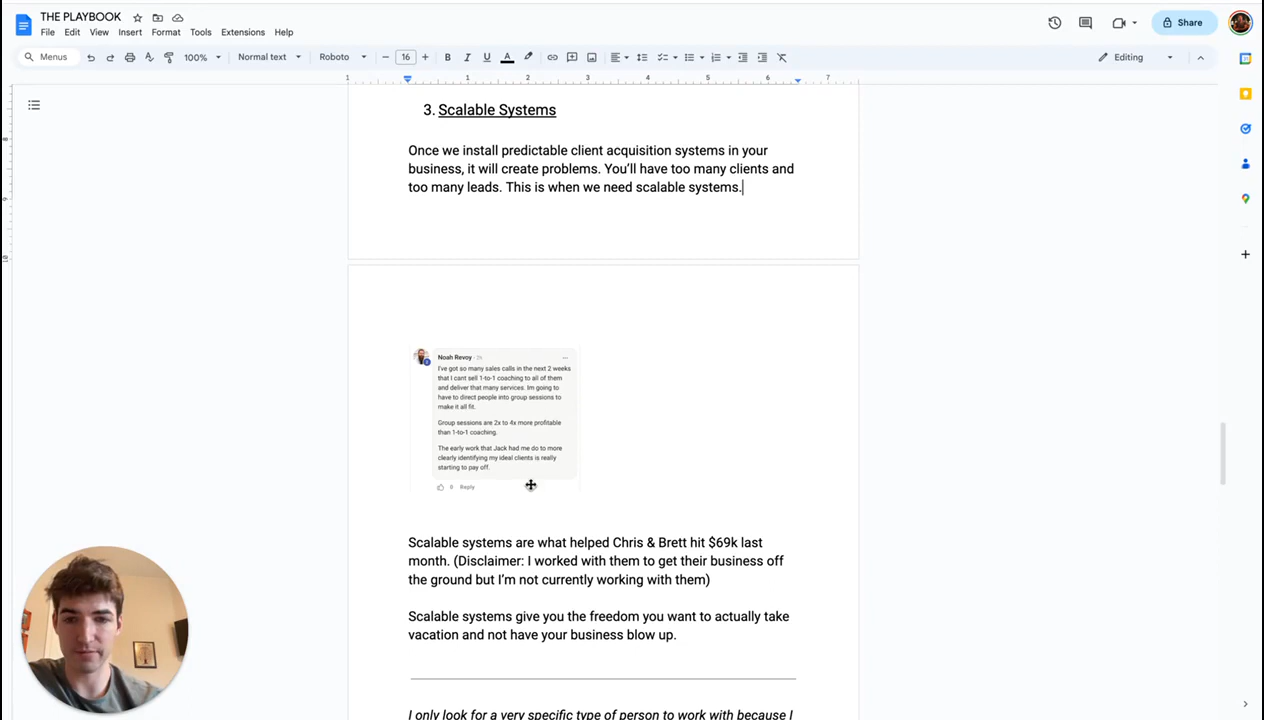 THE PLAYBOOK
File Edit View Insert Format Tools Extensions Help
Share
Menus
100%
Normal text
Roboto
16
Editing
1 1 2 3 4 5 6 7
3. Scalable Systems
Once we install predictable client acquisition systems in your
business, it will create problems. You’ll have too many clients and
too many leads. This is when we need scalable systems.
Noah Revoy · 2h
I've got so many sales calls in the next 2 weeks
that I cant sell 1-to-1 coaching to all of them
and deliver that many services. Im going to
have to direct people into group sessions to
make it all fit.
Group sessions are 2x to 4x more profitable
than 1-to-1 coaching.
The early work that Jack had me do to more
clearly identifying my ideal clients is really
starting to pay off.
Reply
Scalable systems are what helped Chris & Brett hit $69k last
month. (Disclaimer: I worked with them to get their business off
the ground but I’m not currently working with them)
Scalable systems give you the freedom you want to actually take
vacation and not have your business blow up.
I only look for a very specific type of person to work with because I